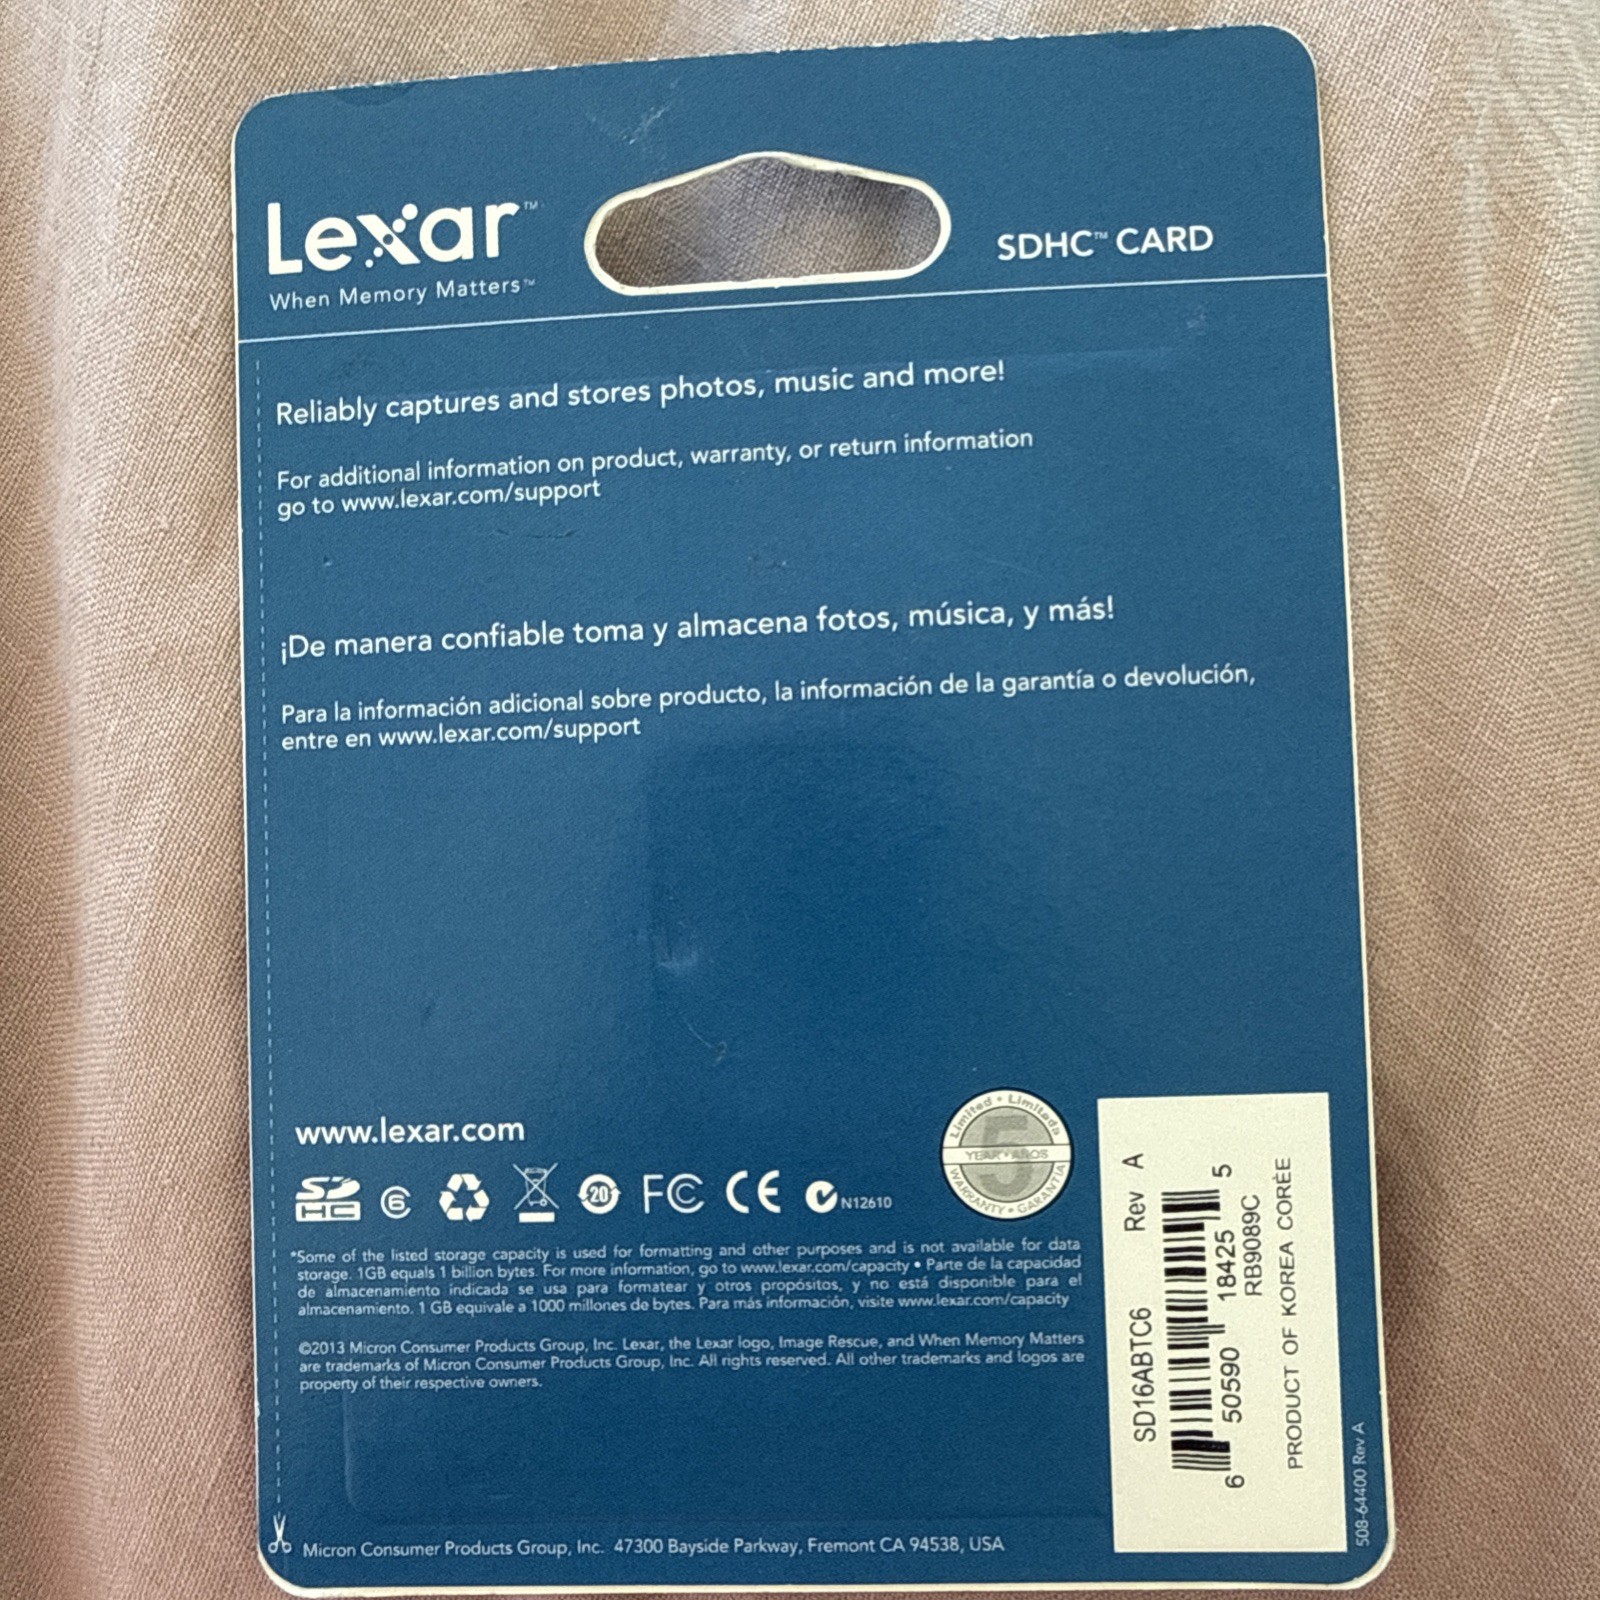 Lexar™
When Memory Matters™
SDHC™ CARD
Reliably captures and stores photos, music and more!
For additional information on product, warranty, or return information
go to www.lexar.com/support
¡De manera confiable toma y almacena fotos, música, y más!
Para la información adicional sobre producto, la información de la garantía o devolución,
entre en www.lexar.com/support
www.lexar.com
SD HC 6 20 FC CE N12610
Limited • Limitada
5
YEAR • AÑOS
WARRANTY • GARANTÍA
*Some of the listed storage capacity is used for formatting and other purposes and is not available for data
storage. 1GB equals 1 billion bytes. For more information, go to www.lexar.com/capacity • Parte de la capacidad
de almacenamiento indicada se usa para formatear y otros propósitos, y no está disponible para el
almacenamiento. 1 GB equivale a 1000 millones de bytes. Para más información, visite www.lexar.com/capacity
©2013 Micron Consumer Products Group, Inc. Lexar, the Lexar logo, Image Rescue, and When Memory Matters
are trademarks of Micron Consumer Products Group, Inc. All rights reserved. All other trademarks and logos are
property of their respective owners.
Micron Consumer Products Group, Inc. 47300 Bayside Parkway, Fremont CA 94538, USA
SD16ABTC6 Rev A
6 50590 18425 5
RB9089C
PRODUCT OF KOREA CORÈE
508-64400 Rev A